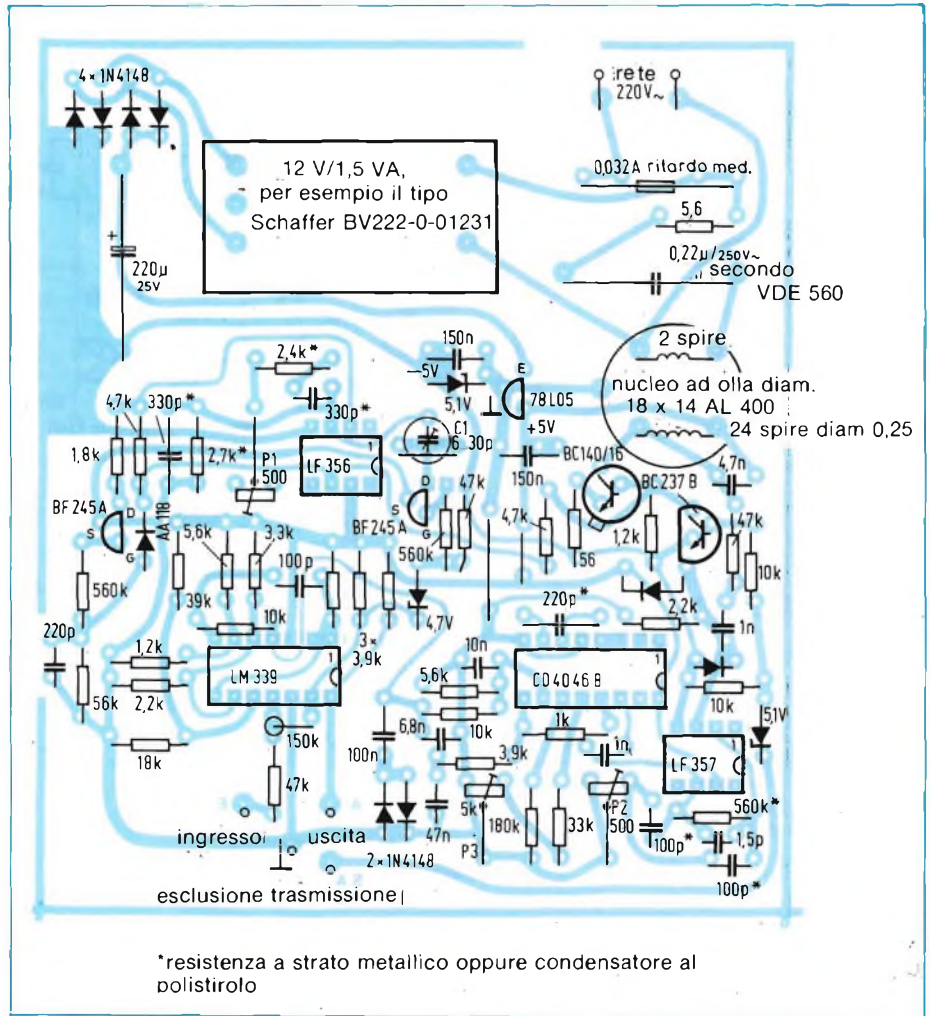 4×1N4148
rete
220V~
12 V/1,5 VA,
per esempio il tipo
Schaffer BV222-0-01231
0,032A ritardo med.
5,6
0,22µ/250V~
secondo
VDE 560
+
220µ
25V
2 spire
nucleo ad olla diam.
18 x 14 AL 400
24 spire diam 0,25
2,4k*
150n
—5V
5,1V
E
78L05
+5V
330p*
4,7k
330p*
1,8k
2,7k*
P1
500
LF 356
1
C1
6 30p
150n
BC140/16
BC237 B
4,7n
BF 245 A
D
S
G
AA 118
5,6k
3,3k
100p
BF 245 A
D
S
G
47k
560k
4,7k
56
1,2k
47k
10k
560k
39k
10k
3×
3,9k
4,7V
220p*
2,2k
1n
220p
1,2k
2,2k
56k
18k
LM 339
1
10n
5,6k
10k
CD4046 B
1
10k
5,1V
150k
47k
100n
6,8n
3,9k
1k
1n
LF 357
1
5k
180k
33k
P2
500
100p*
560k*
1,5p
100p*
47n
P3
B
A
ingresso
uscita
2×1N4148
A2
esclusione trasmissione
*resistenza a strato metallico oppure condensatore al
polistirolo